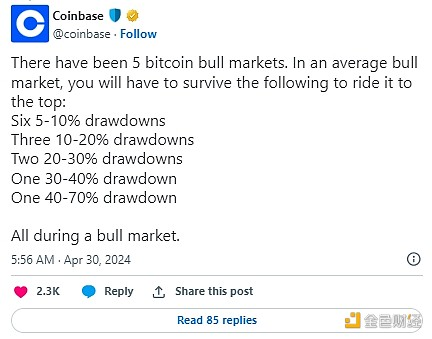 Coinbase
@coinbase · Follow
There have been 5 bitcoin bull markets. In an average bull
market, you will have to survive the following to ride it to
the top:
Six 5-10% drawdowns
Three 10-20% drawdowns
Two 20-30% drawdowns
One 30-40% drawdown
One 40-70% drawdown
All during a bull market.
5:56 AM · Apr 30, 2024
2.3K Reply Share this post
Read 85 replies
金色财经